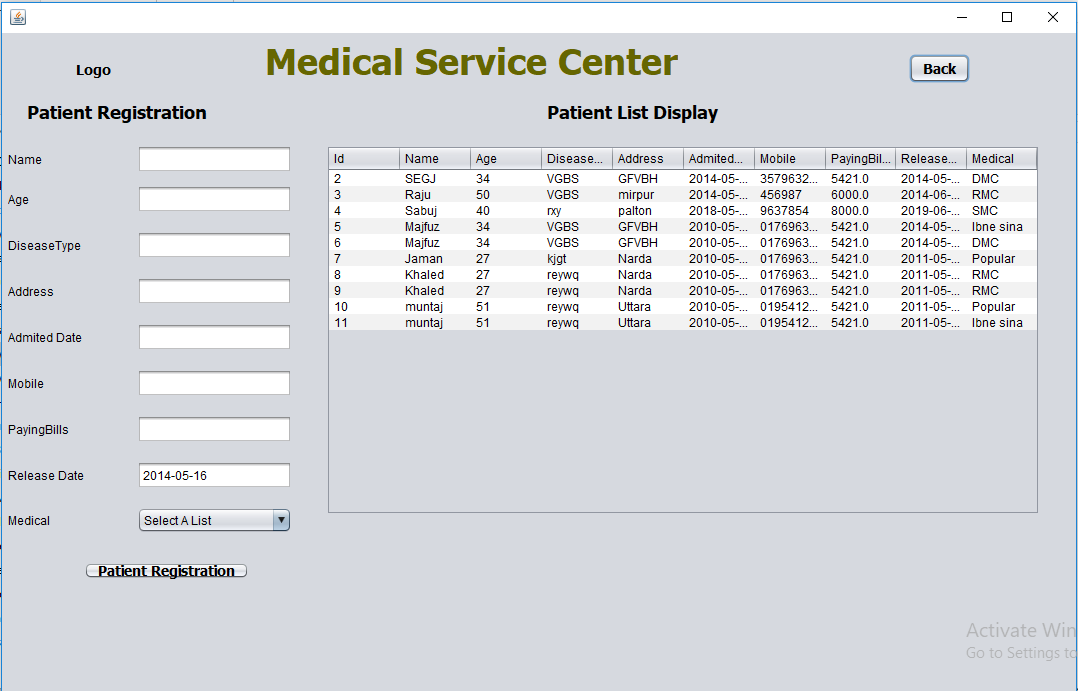 Medical Service Center
Logo
Back
Patient Registration
Patient List Display
Name
Age
DiseaseType
Address
Admited Date
Mobile
PayingBills
Release Date 2014-05-16
Medical Select A List
Patient Registration
Id Name Age Disease... Address Admited... Mobile PayingBil... Release... Medical
2 SEGJ 34 VGBS GFVBH 2014-05-... 3579632... 5421.0 2014-05-... DMC
3 Raju 50 VGBS mirpur 2014-05-... 456987 6000.0 2014-06-... RMC
4 Sabuj 40 rxy palton 2018-05-... 9637854 8000.0 2019-06-... SMC
5 Majfuz 34 VGBS GFVBH 2014-05-... 0176963... 5421.0 2014-05-... Ibne sina
6 Majfuz 34 VGBS GFVBH 2014-05-... 0176963... 5421.0 2014-05-... DMC
7 Jaman 27 kjgt Narda 2010-05-... 0176963... 5421.0 2011-05-... Popular
8 Khaled 27 reywq Narda 2010-05-... 0176963... 5421.0 2011-05-... RMC
9 Khaled 27 reywq Narda 2010-05-... 0176963... 5421.0 2011-05-... RMC
10 muntaj 51 reywq Uttara 2010-05-... 0195412... 5421.0 2011-05-... Popular
11 muntaj 51 reywq Uttara 2010-05-... 0195412... 5421.0 2011-05-... Ibne sina
Activate Win
Go to Settings to